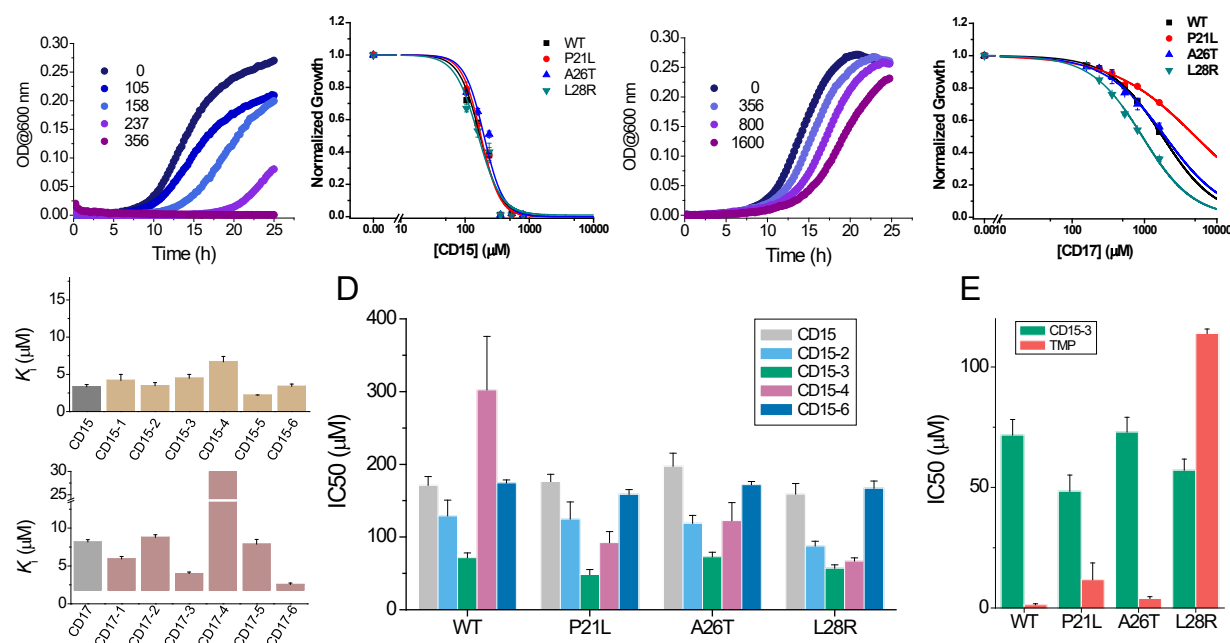 0.30
0.25
0.20
0.15
0.10
0.05
0.00
OD@600 nm
0
105
158
237
356
0 5 10 15 20 25
Time (h)
1.2
1.0
0.8
0.6
0.4
0.2
0.0
Normalized Growth
WT
P21L
A26T
L28R
0.00 10 100 1000 10000
[CD15] (µM)
0.30
0.25
0.20
0.15
0.10
0.05
0.00
OD@600 nm
0
356
800
1600
0 5 10 15 20 25
Time (h)
1.2
1.0
0.8
0.6
0.4
0.2
0.0
Normalized Growth
WT
P21L
A26T
L28R
0.00 10 100 1000 10000
[CD17] (µM)
15
10
5
0
Ki (µM)
CD15
CD15-1
CD15-2
CD15-3
CD15-4
CD15-5
CD15-6
30
25
10
5
0
Ki (µM)
CD17
CD17-1
CD17-2
CD17-3
CD17-4
CD17-5
CD17-6
D
400
300
200
100
0
IC50 (µM)
CD15
CD15-2
CD15-3
CD15-4
CD15-6
WT P21L A26T L28R
E
100
50
0
IC50 (µM)
CD15-3
TMP
WT P21L A26T L28R